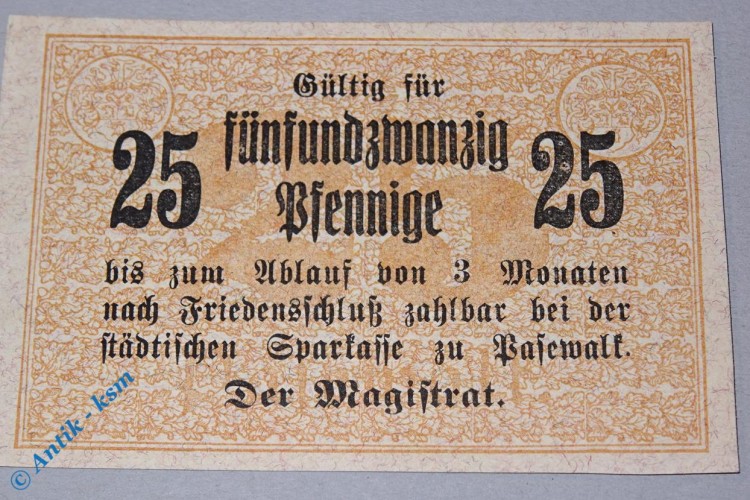 Gültig für
25 fünfundzwanzig 25
Pfennige
bis zum Ablauf von 3 Monaten
nach Friedensschluß zahlbar bei der
städtischen Sparkasse zu Pasewalk.
Der Magistrat.
© Antik - ksm